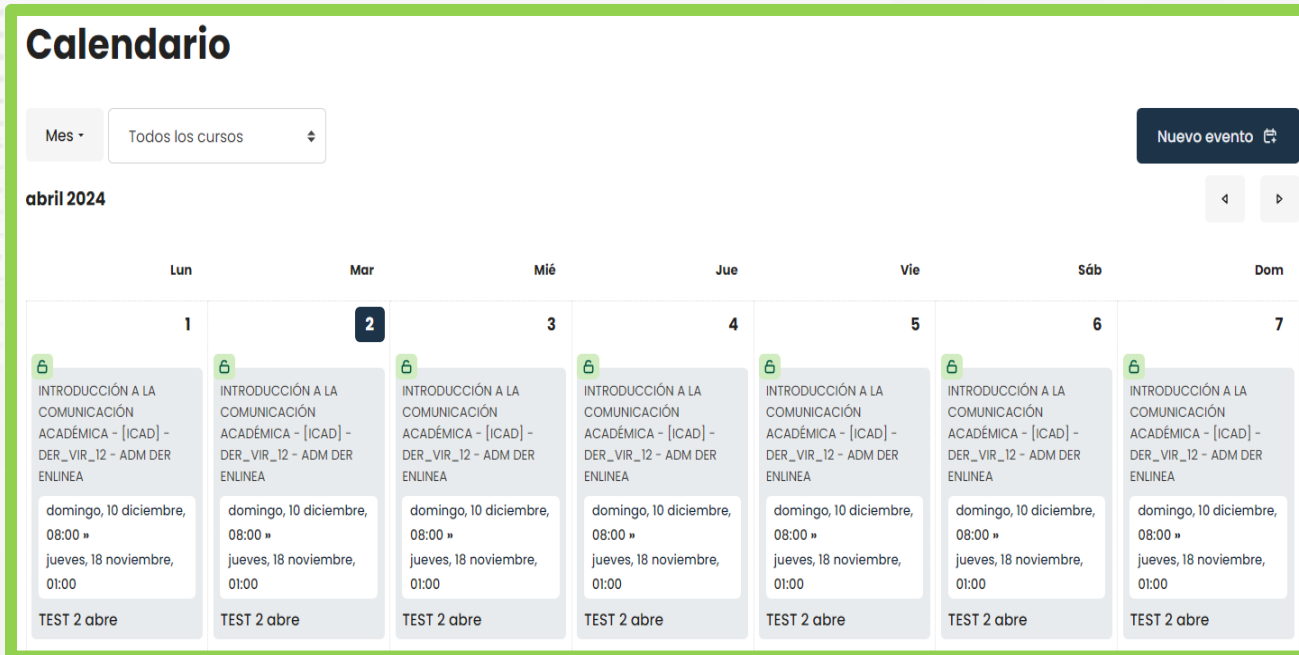 Calendario
Mes
Todos los cursos
Nuevo evento
abril 2024
Lun Mar Mié Jue Vie Sáb Dom
1 2 3 4 5 6 7
INTRODUCCIÓN A LA
COMUNICACIÓN
ACADÉMICA - [ICAD] -
DER_VIR_12 - ADM DER
ENLINEA
domingo, 10 diciembre,
08:00 »
jueves, 18 noviembre,
01:00
TEST 2 abre
INTRODUCCIÓN A LA
COMUNICACIÓN
ACADÉMICA - [ICAD] -
DER_VIR_12 - ADM DER
ENLINEA
domingo, 10 diciembre,
08:00 »
jueves, 18 noviembre,
01:00
TEST 2 abre
INTRODUCCIÓN A LA
COMUNICACIÓN
ACADÉMICA - [ICAD] -
DER_VIR_12 - ADM DER
ENLINEA
domingo, 10 diciembre,
08:00 »
jueves, 18 noviembre,
01:00
TEST 2 abre
INTRODUCCIÓN A LA
COMUNICACIÓN
ACADÉMICA - [ICAD] -
DER_VIR_12 - ADM DER
ENLINEA
domingo, 10 diciembre,
08:00 »
jueves, 18 noviembre,
01:00
TEST 2 abre
INTRODUCCIÓN A LA
COMUNICACIÓN
ACADÉMICA - [ICAD] -
DER_VIR_12 - ADM DER
ENLINEA
domingo, 10 diciembre,
08:00 »
jueves, 18 noviembre,
01:00
TEST 2 abre
INTRODUCCIÓN A LA
COMUNICACIÓN
ACADÉMICA - [ICAD] -
DER_VIR_12 - ADM DER
ENLINEA
domingo, 10 diciembre,
08:00 »
jueves, 18 noviembre,
01:00
TEST 2 abre
INTRODUCCIÓN A LA
COMUNICACIÓN
ACADÉMICA - [ICAD] -
DER_VIR_12 - ADM DER
ENLINEA
domingo, 10 diciembre,
08:00 »
jueves, 18 noviembre,
01:00
TEST 2 abre